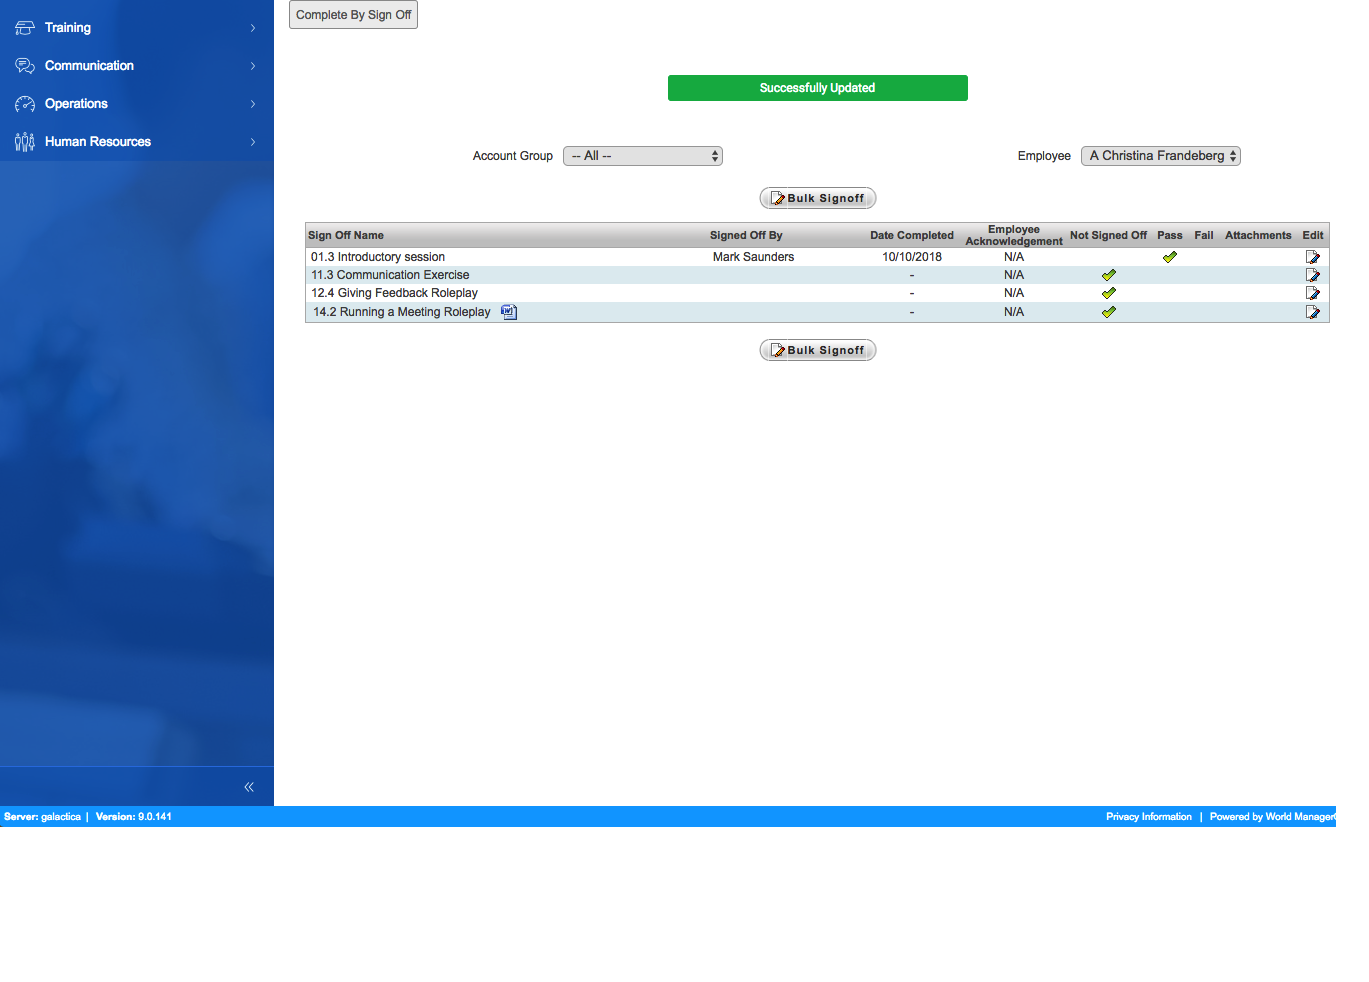 Training
Communication
Operations
Human Resources
Complete By Sign Off
Successfully Updated
Account Group -- All -- Employee A Christina Frandeberg
Bulk Signoff
Sign Off Name Signed Off By Date Completed Employee Acknowledgement Not Signed Off Pass Fail Attachments Edit
01.3 Introductory session Mark Saunders 10/10/2018 N/A
11.3 Communication Exercise - N/A
12.4 Giving Feedback Roleplay - N/A
14.2 Running a Meeting Roleplay - N/A
Bulk Signoff
Server: galactica | Version: 9.0.141
Privacy Information | Powered by World Manager